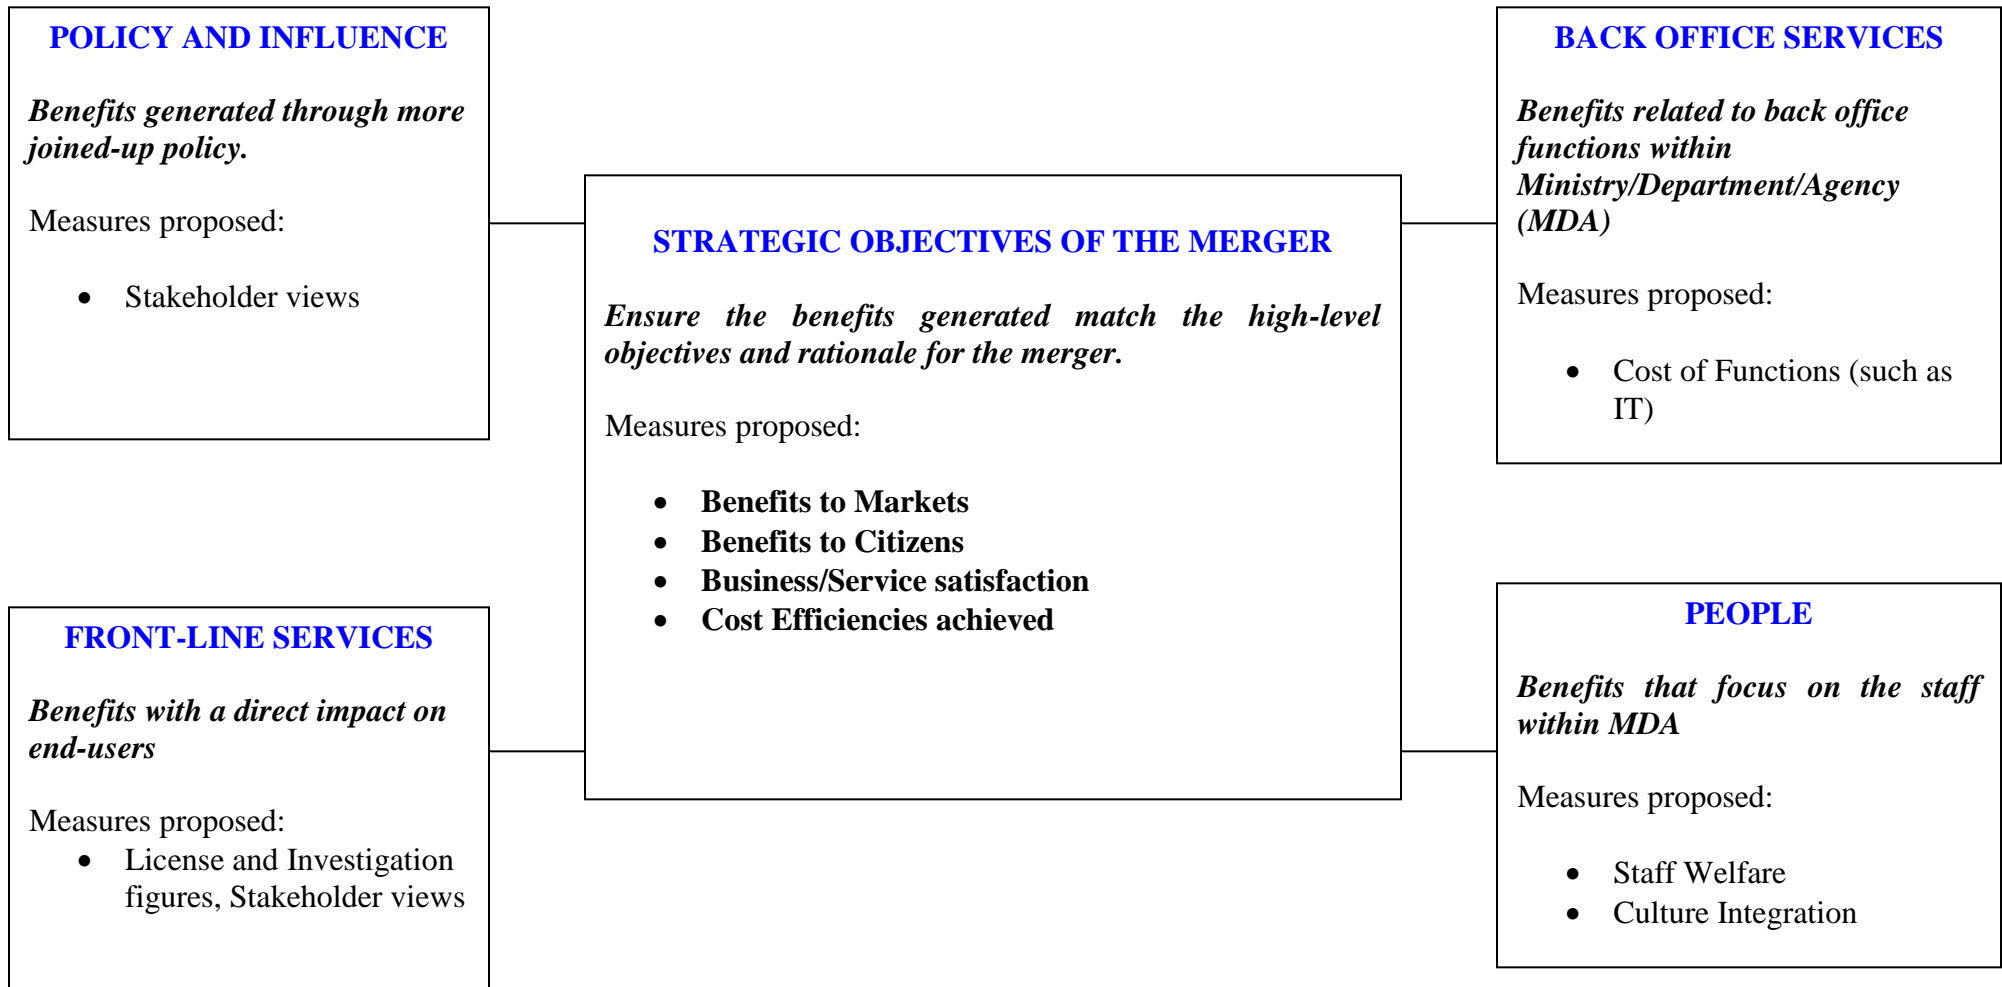 POLICY AND INFLUENCE
Benefits generated through more
joined-up policy.
Measures proposed:
• Stakeholder views
STRATEGIC OBJECTIVES OF THE MERGER
Ensure the benefits generated match the high-level
objectives and rationale for the merger.
Measures proposed:
• Benefits to Markets
• Benefits to Citizens
• Business/Service satisfaction
• Cost Efficiencies achieved
BACK OFFICE SERVICES
Benefits related to back office
functions within
Ministry/Department/Agency
(MDA)
Measures proposed:
• Cost of Functions (such as
IT)
FRONT-LINE SERVICES
Benefits with a direct impact on
end-users
Measures proposed:
• License and Investigation
figures, Stakeholder views
PEOPLE
Benefits that focus on the staff
within MDA
Measures proposed:
• Staff Welfare
• Culture Integration